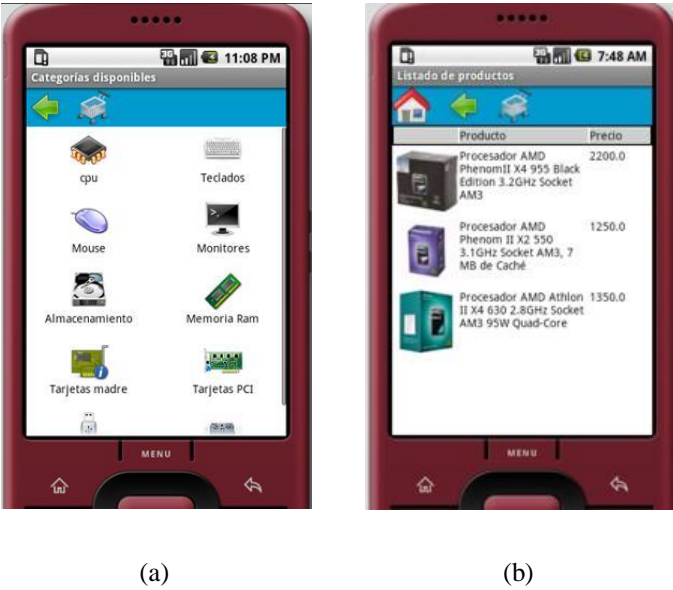 3G
11:08 PM
Categorías disponibles
cpu
Teclados
Mouse
Monitores
Almacenamiento
Memoria Ram
Tarjetas madre
Tarjetas PCI
MENU
3G
7:48 AM
Listado de productos
Producto Precio
Procesador AMD 2200.0
PhenomII X4 955 Black
Edition 3.2GHz Socket
AM3
Procesador AMD 1250.0
Phenom II X2 550
3.1GHz Socket AM3, 7
MB de Caché
Procesador AMD Athlon 1350.0
II X4 630 2.8GHz Socket
AM3 95W Quad-Core
MENU
(a)
(b)